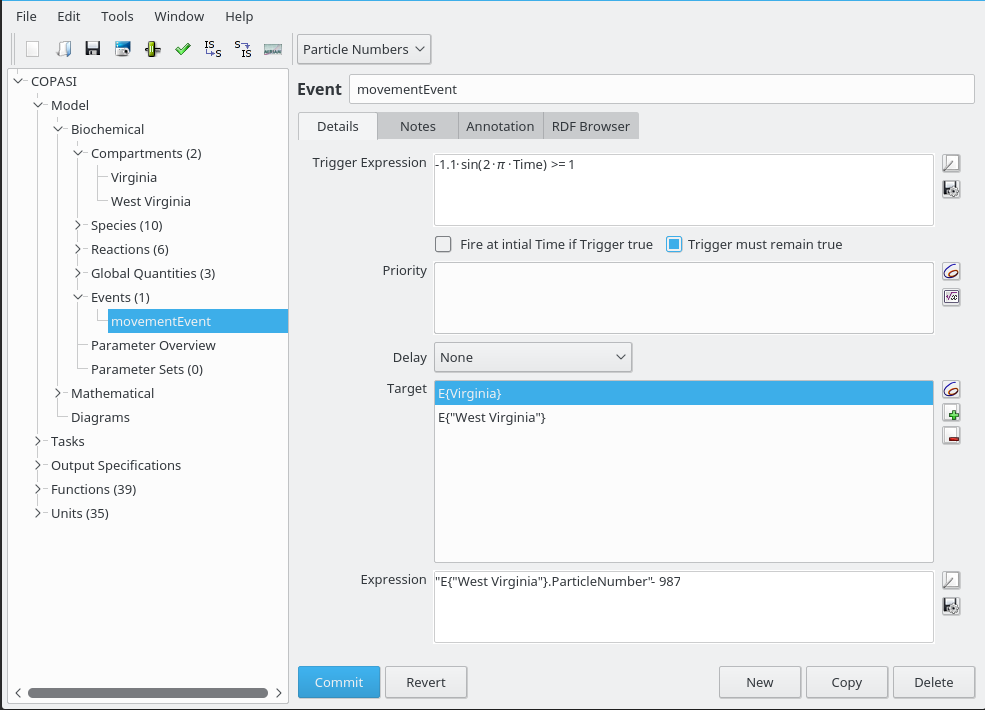 File Edit Tools Window Help
IS S S IS Particle Numbers
COPASI
Model
Biochemical
Compartments (2)
Virginia
West Virginia
Species (10)
Reactions (6)
Global Quantities (3)
Events (1)
movementEvent
Parameter Overview
Parameter Sets (0)
Mathematical
Diagrams
Tasks
Output Specifications
Functions (39)
Units (35)
Event movementEvent
Details Notes Annotation RDF Browser
Trigger Expression -1.1·sin(2·π·Time) >= 1
Fire at intial Time if Trigger true Trigger must remain true
Priority
Delay None
Target E{Virginia}
E{"West Virginia"}
Expression "E{"West Virginia"}.ParticleNumber"- 987
Commit Revert New Copy Delete